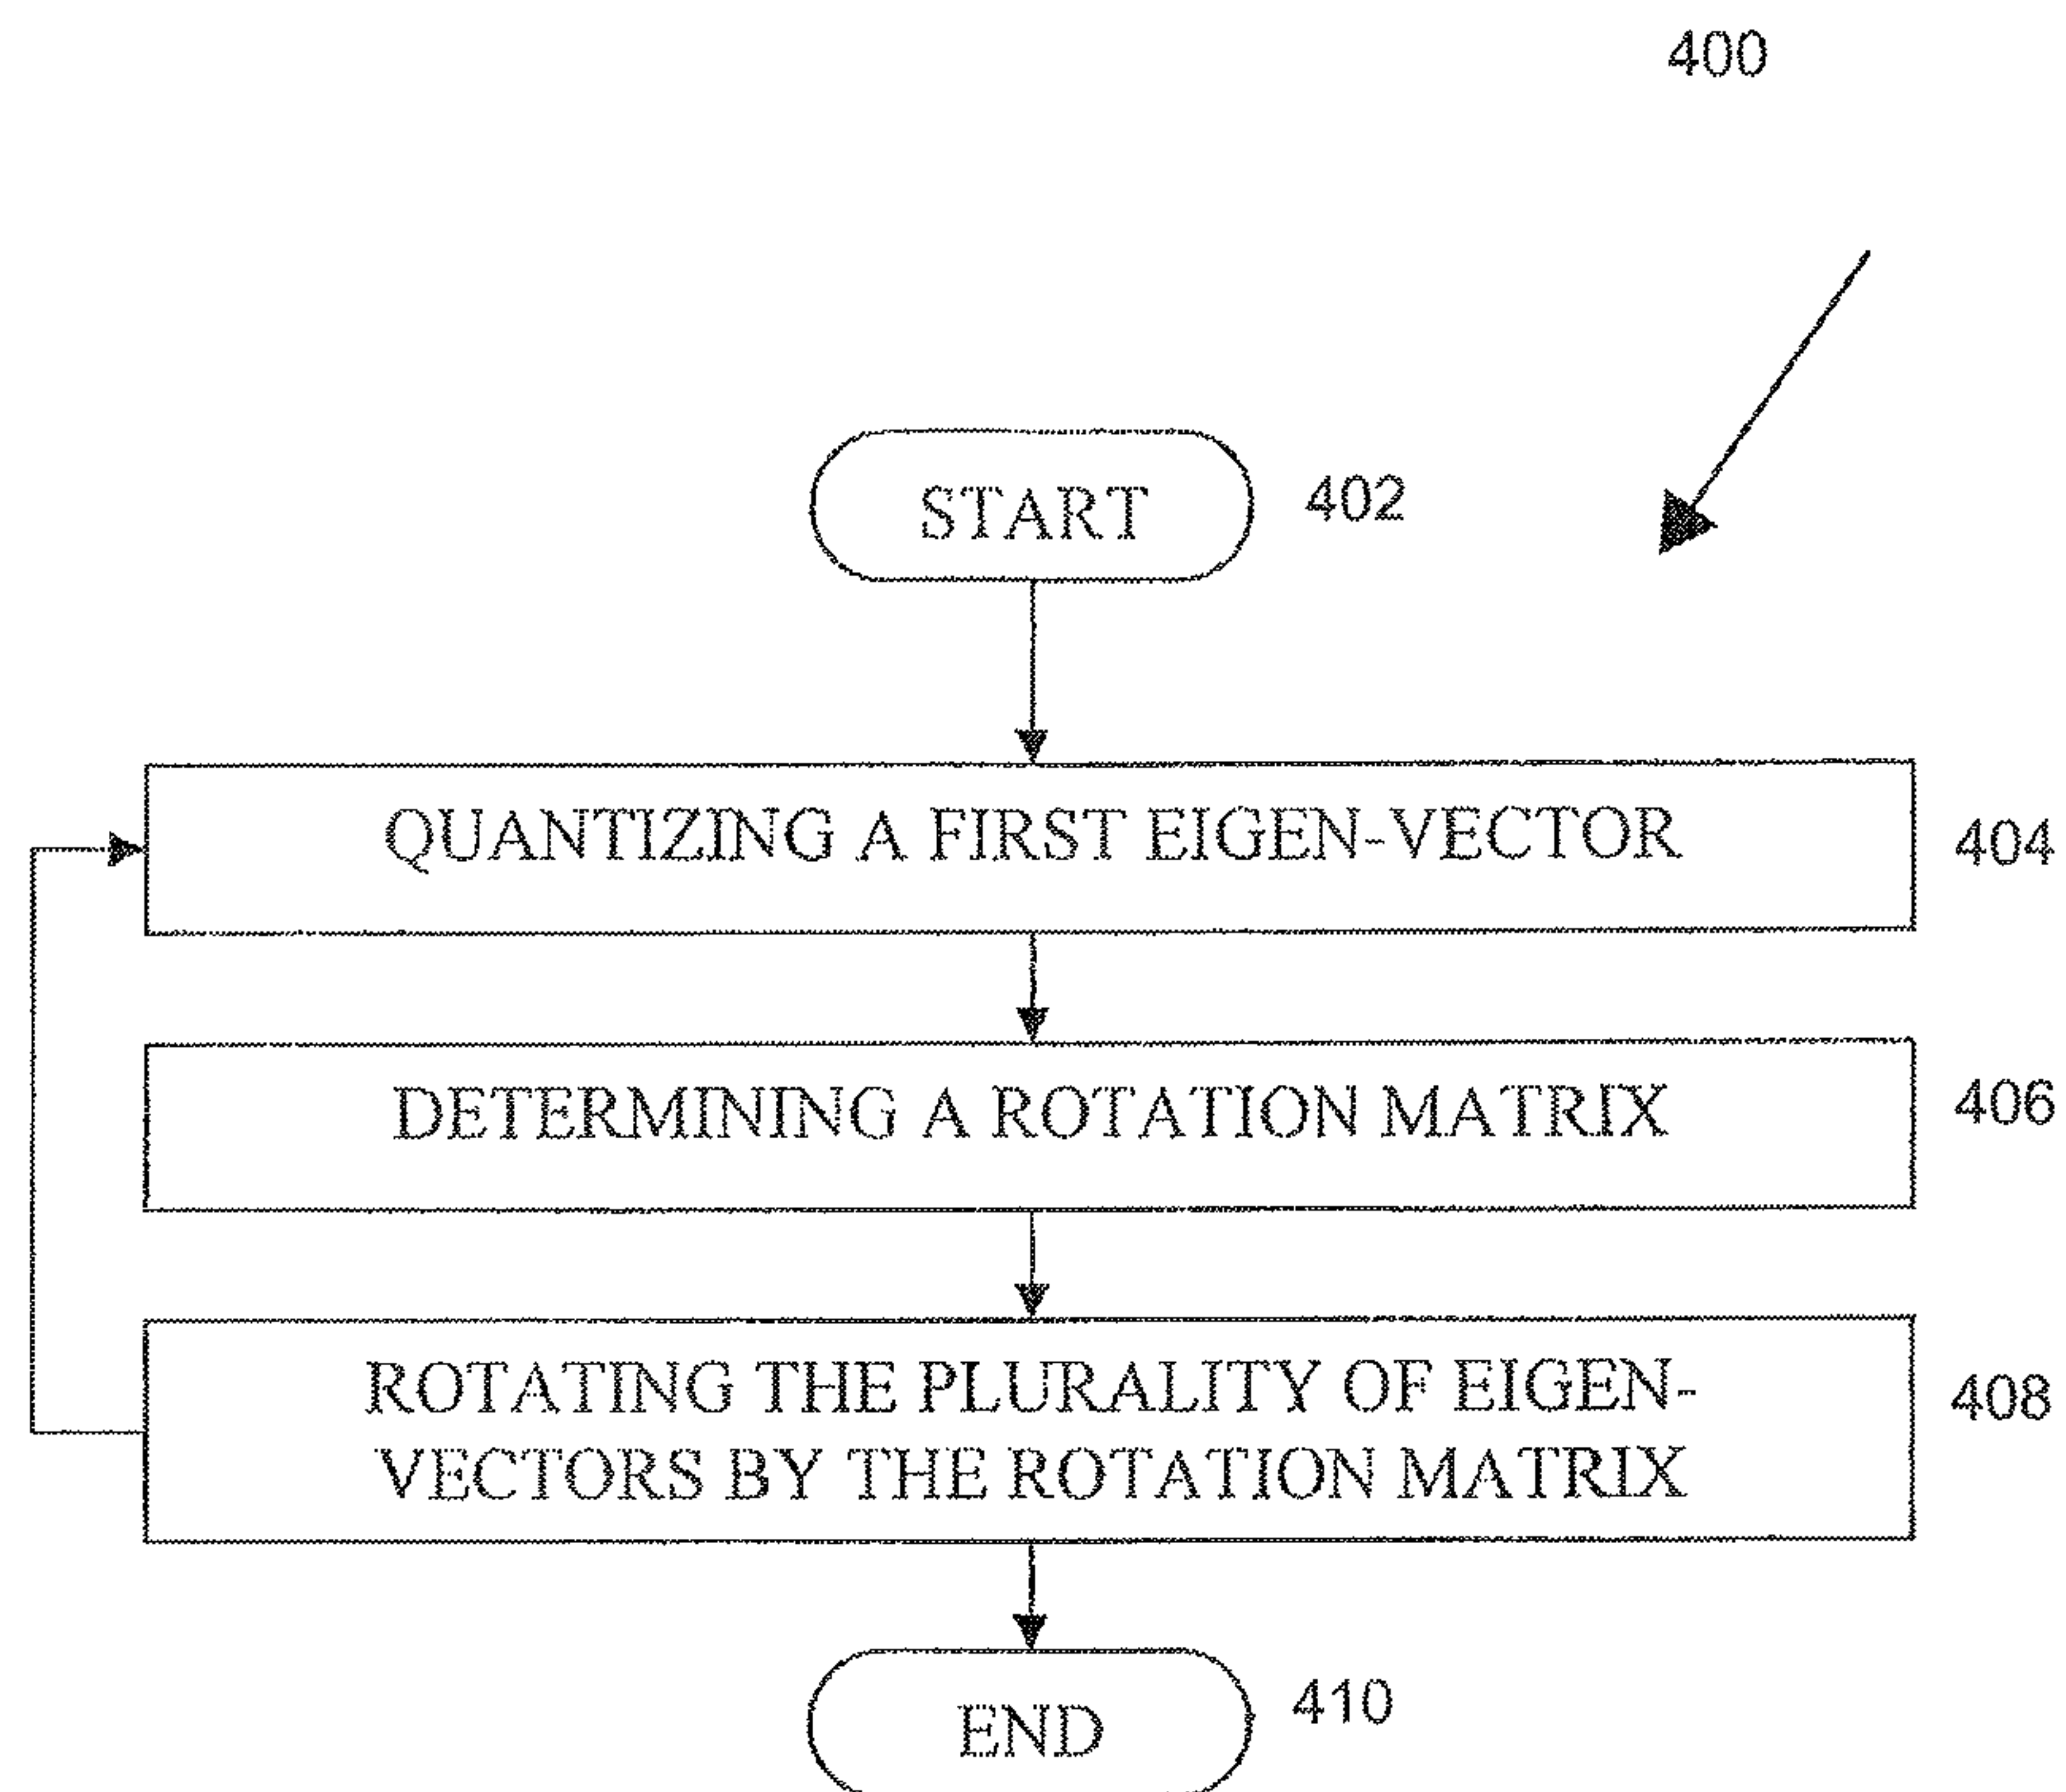 400
START
402
QUANTIZING A FIRST EIGEN-VECTOR
404
DETERMINING A ROTATION MATRIX
406
ROTATING THE PLURALITY OF EIGEN-
VECTORS BY THE ROTATION MATRIX
408
END
410